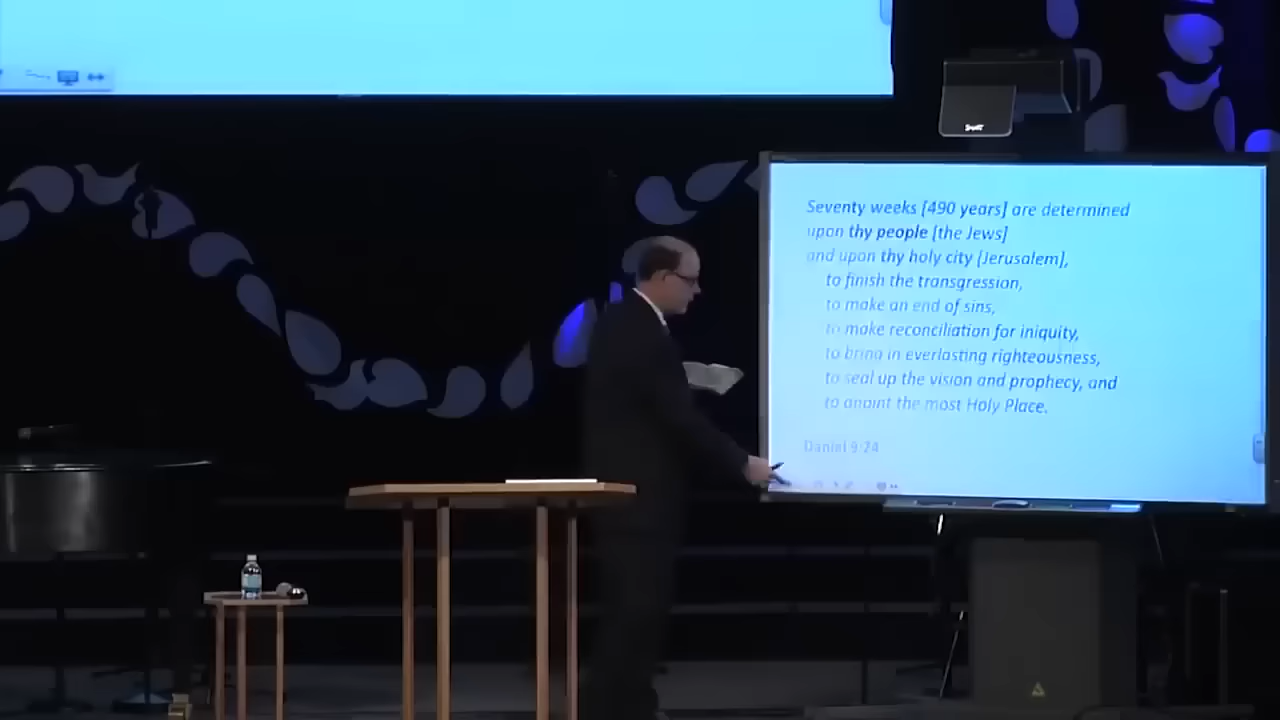 SMART
Seventy weeks [490 years] are determined
upon thy people [the Jews]
and upon thy holy city [Jerusalem],
to finish the transgression,
to make an end of sins,
to make reconciliation for iniquity,
to bring in everlasting righteousness,
to seal up the vision and prophecy, and
to anoint the most Holy Place.
Daniel 9:24